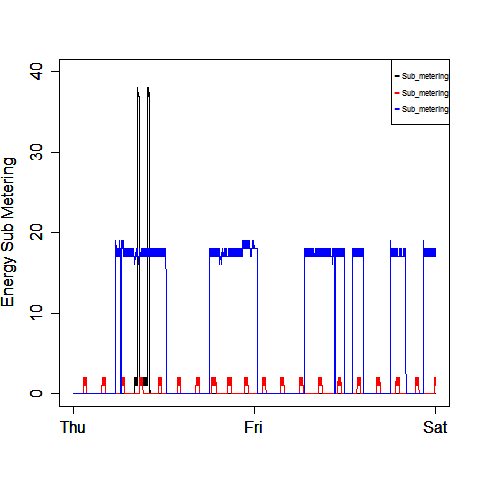 Energy Sub Metering
40
30
20
10
0
Thu
Fri
Sat
Sub_metering
Sub_metering
Sub_metering